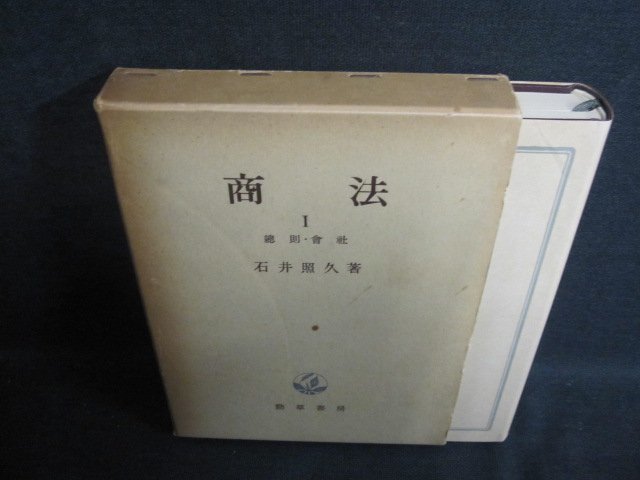 商法
I
總則・會社
石井照久著
勁草書房